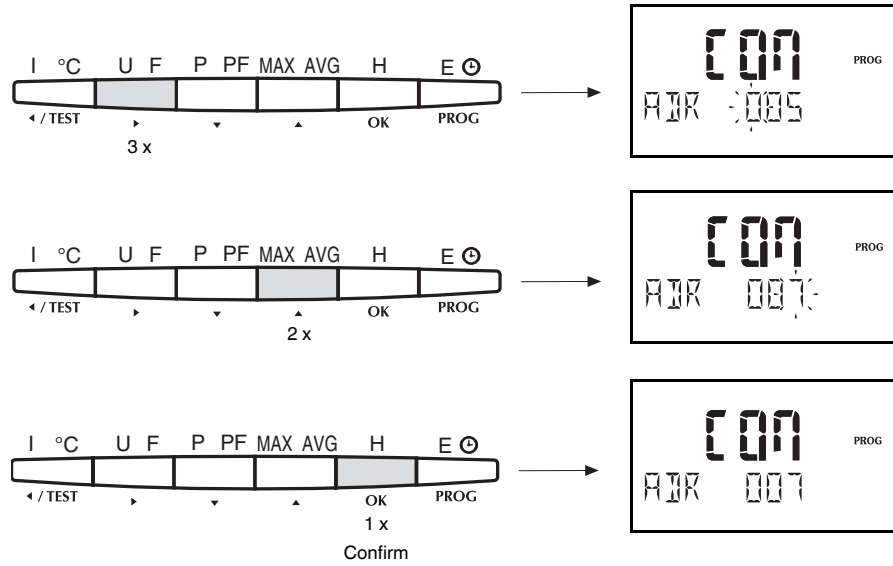 I °C U F P PF MAX AVG H E
COM
PROG
ADR 005
/ TEST OK PROG
3 x
I °C U F P PF MAX AVG H E
COM
PROG
ADR 007
/ TEST OK PROG
2 x
I °C U F P PF MAX AVG H E
COM
PROG
ADR 007
/ TEST OK PROG
1 x
Confirm